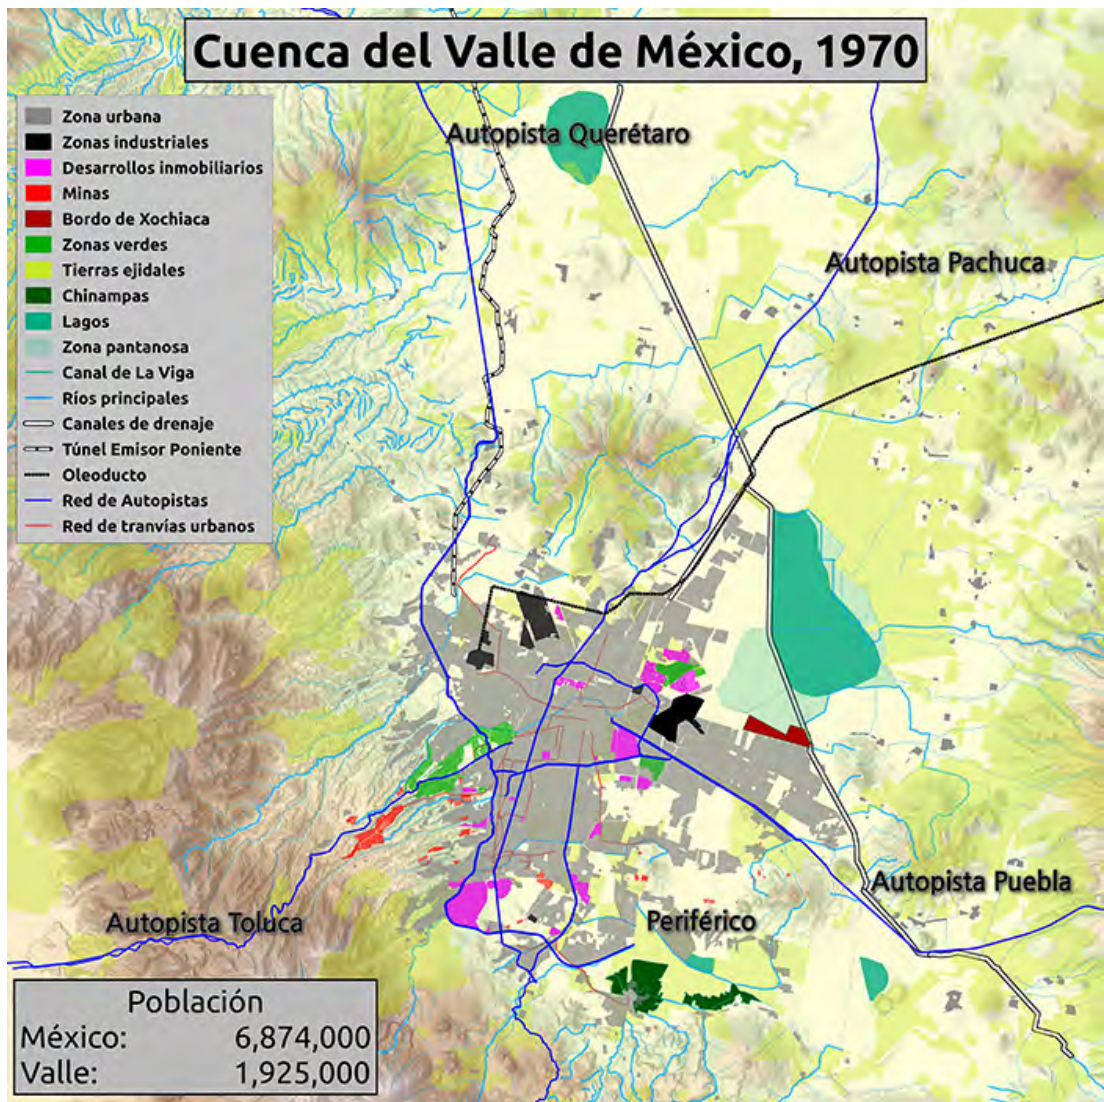 Cuenca del Valle de México, 1970
Zona urbana
Zonas industriales
Desarrollos inmobiliarios
Minas
Bordo de Xochiaca
Zonas verdes
Tierras ejidales
Chinampas
Lagos
Zona pantanosa
Canal de La Viga
Ríos principales
Canales de drenaje
Túnel Emisor Poniente
Oleoducto
Red de Autopistas
Red de tranvías urbanos
Autopista Querétaro
Autopista Pachuca
Autopista Puebla
Autopista Toluca
Periférico
Población
México: 6,874,000
Valle: 1,925,000